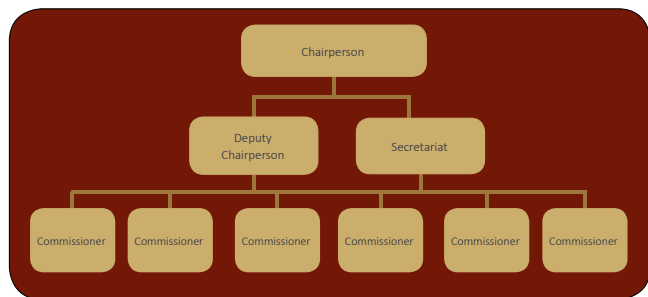 Chairperson
Deputy
Chairperson
Secretariat
Commissioner
Commissioner
Commissioner
Commissioner
Commissioner
Commissioner